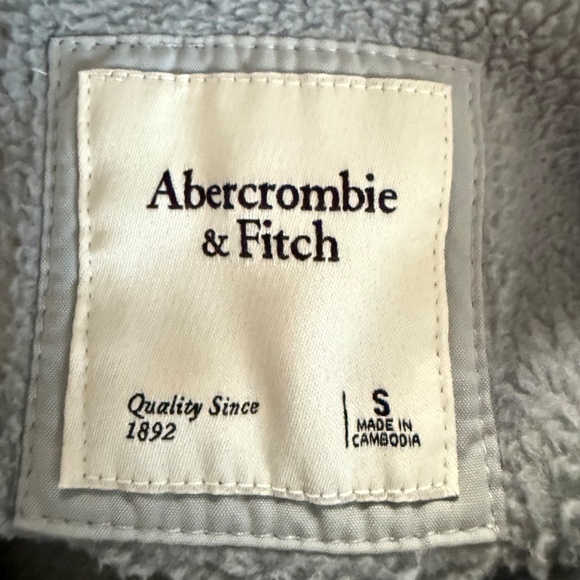 Abercrombie
& Fitch
Quality Since
1892
S
MADE IN
CAMBODIA